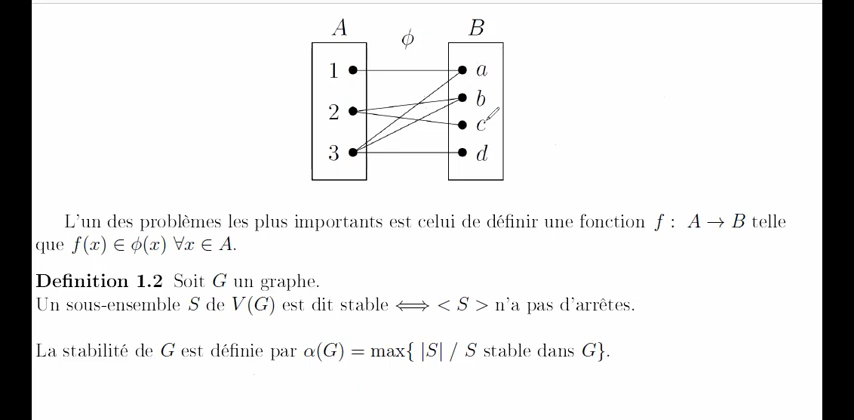 A ϕ B
1 a
2 b
c
3 d
L'un des problèmes les plus importants est celui de définir une fonction f : A → B telle
que f(x) ∈ ϕ(x) ∀x ∈ A.
Definition 1.2 Soit G un graphe.
Un sous-ensemble S de V(G) est dit stable ⟺ < S > n'a pas d'arrêtes.
La stabilité de G est définie par α(G) = max{ |S| / S stable dans G}.